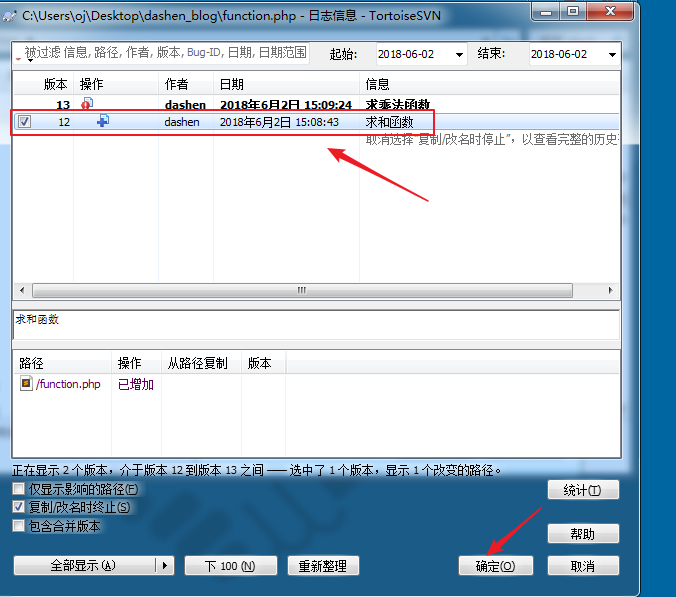 C:\Users\oj\Desktop\dashen_blog\function.php - 日志信息 - TortoiseSVN
被过滤 信息, 路径, 作者, 版本, Bug-ID, 日期, 日期范围 起始: 2018-06-02 结束: 2018-06-02
版本 操作 作者 日期 信息
13 dashen 2018年6月2日 15:09:24 求乘法函数
12 dashen 2018年6月2日 15:08:43 求和函数
取消选择“复制/改名时停止”，以查看完整的历史
求和函数
路径 操作 从路径复制 版本
/function.php 已增加
正在显示 2 个版本，介于版本 12 到版本 13 之间 —— 选中了 1 个版本，显示 1 个改变的路径。
仅显示影响的路径(F)
复制/改名时终止(S)
包含合并版本
统计(T)
帮助
全部显示(A) 下 100 (N) 重新整理 确定(O) 取消